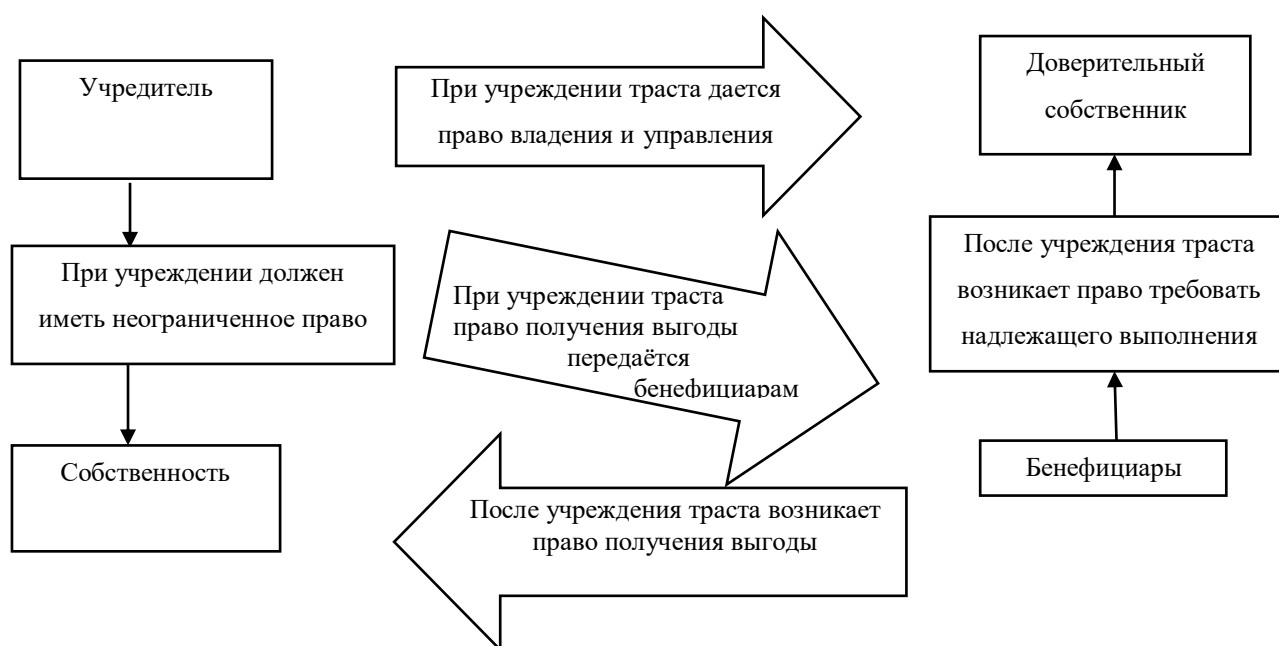 Учредитель
При учреждении траста дается
право владения и управления
Доверительный
собственник
При учреждении должен
иметь неограниченное право
При учреждении траста
право получения выгоды
передаётся
бенефициарам
После учреждения траста
возникает право требовать
надлежащего выполнения
Собственность
После учреждения траста возникает
право получения выгоды
Бенефициары